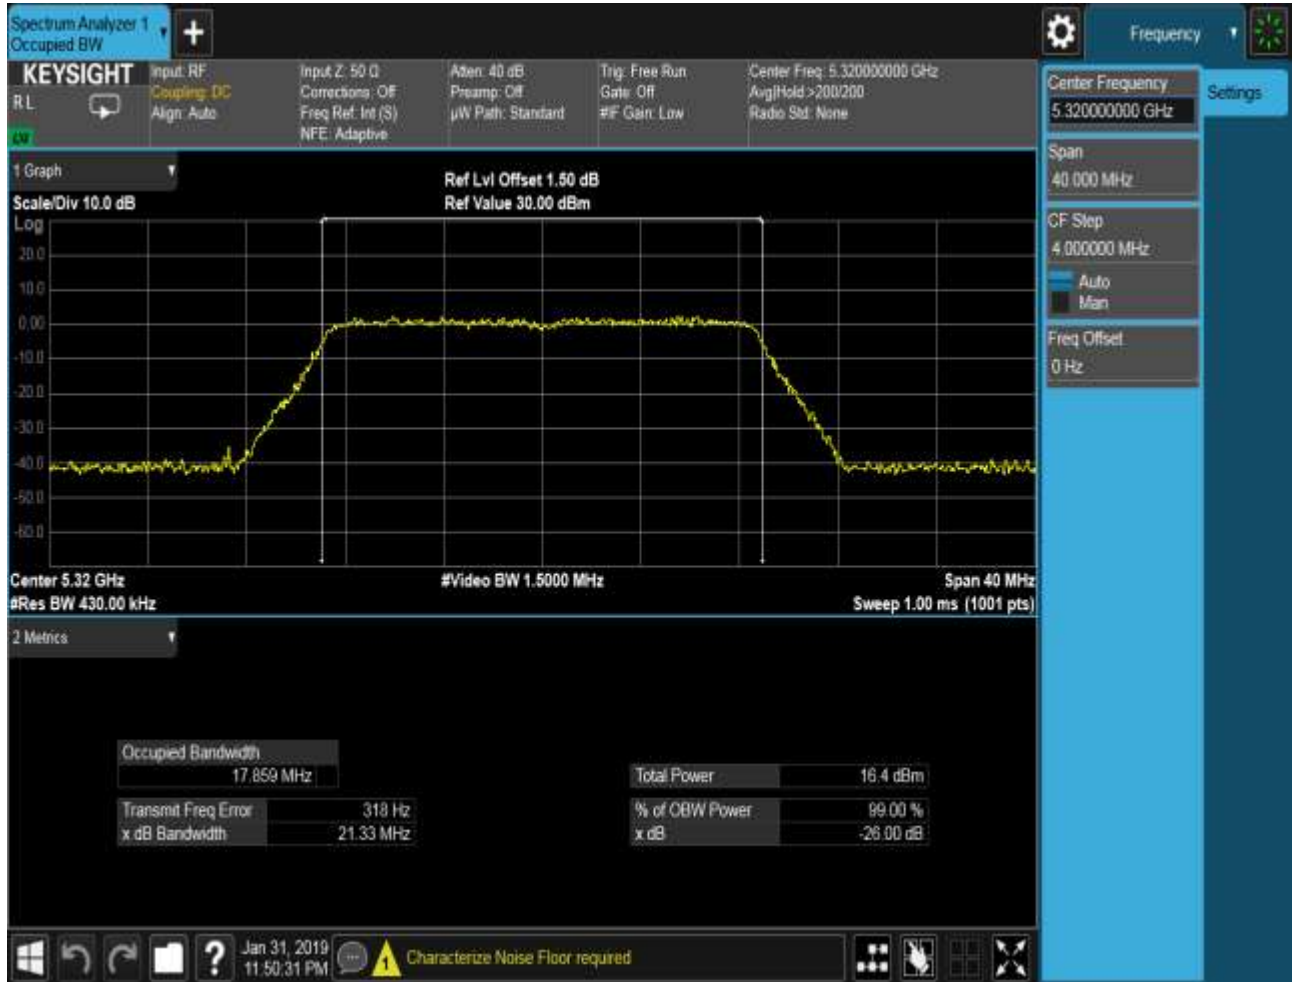 Spectrum Analyzer 1
Occupied BW
+
Frequency
KEYSIGHT
RL
LXI
Input: RF
Coupling: DC
Align: Auto
Input Z: 50 Ω
Corrections: Off
Freq Ref: Int (S)
NFE: Adaptive
Atten: 40 dB
Preamp: Off
µW Path: Standard
Trig: Free Run
Gate: Off
#IF Gain: Low
Center Freq: 5.320000000 GHz
Avg|Hold:>200/200
Radio Std: None
Center Frequency
5.320000000 GHz
Settings
Span
40.000 MHz
CF Step
4.000000 MHz
Auto
Man
Freq Offset
0 Hz
1 Graph
Scale/Div 10.0 dB
Ref Lvl Offset 1.50 dB
Ref Value 30.00 dBm
Log
20.0
10.0
0.00
-10.0
-20.0
-30.0
-40.0
-50.0
-60.0
Center 5.32 GHz
#Res BW 430.00 kHz
#Video BW 1.5000 MHz
Span 40 MHz
Sweep 1.00 ms (1001 pts)
2 Metrics
Occupied Bandwidth
17.859 MHz
Transmit Freq Error 318 Hz
x dB Bandwidth 21.33 MHz
Total Power 16.4 dBm
% of OBW Power 99.00 %
x dB -26.00 dB
?
Jan 31, 2019
11:50:31 PM
1
Characterize Noise Floor required